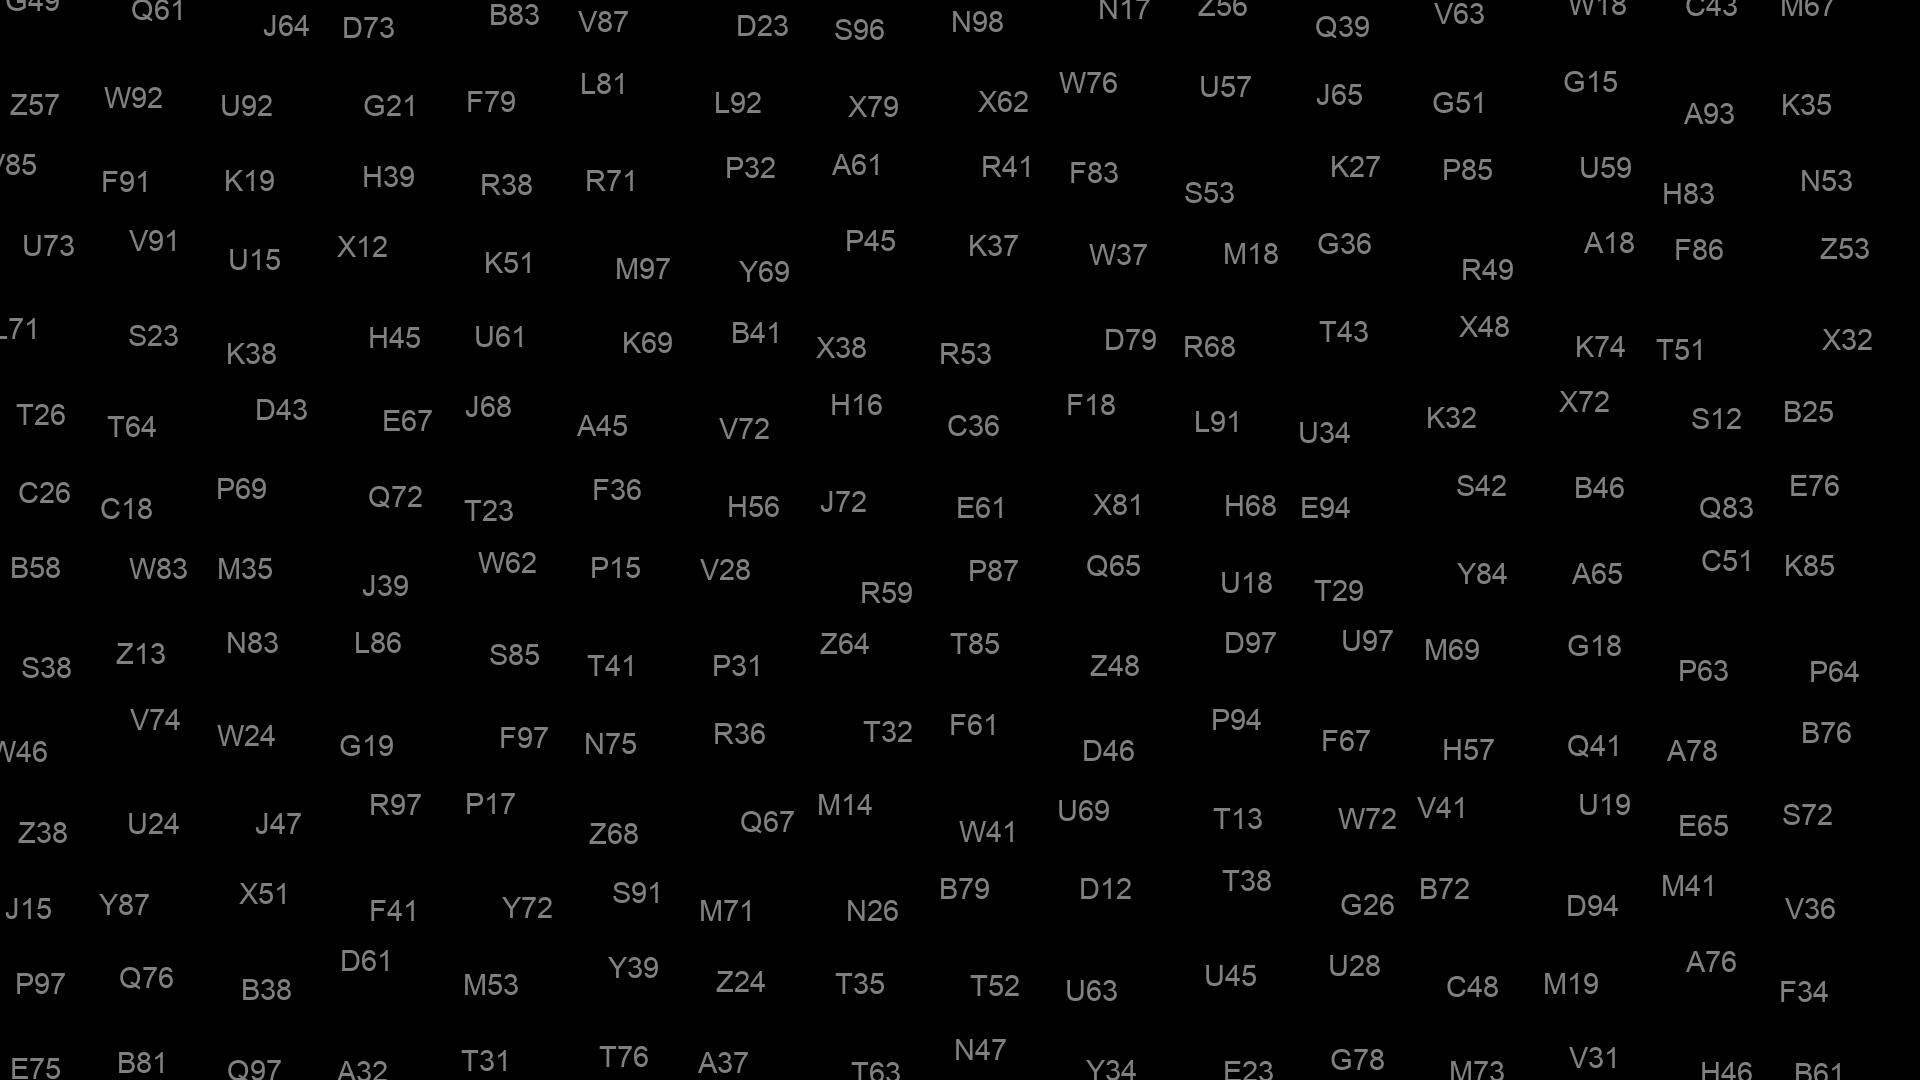 G49 Q61 J64 D73 B83 V87 D23 S96 N98 N17 Z56 Q39 V63 W18 C43 M67
Z57 W92 U92 G21 F79 L81 L92 X79 X62 W76 U57 J65 G51 G15 A93 K35
V85 F91 K19 H39 R38 R71 P32 A61 R41 F83 S53 K27 P85 U59 H83 N53
U73 V91 U15 X12 K51 M97 Y69 P45 K37 W37 M18 G36 R49 A18 F86 Z53
L71 S23 K38 H45 U61 K69 B41 X38 R53 D79 R68 T43 X48 K74 T51 X32
T26 T64 D43 E67 J68 A45 V72 H16 C36 F18 L91 U34 K32 X72 S12 B25
C26 C18 P69 Q72 T23 F36 H56 J72 E61 X81 H68 E94 S42 B46 Q83 E76
B58 W83 M35 J39 W62 P15 V28 R59 P87 Q65 U18 T29 Y84 A65 C51 K85
S38 Z13 N83 L86 S85 T41 P31 Z64 T85 Z48 D97 U97 M69 G18 P63 P64
W46 V74 W24 G19 F97 N75 R36 T32 F61 D46 P94 F67 H57 Q41 A78 B76
Z38 U24 J47 R97 P17 Z68 Q67 M14 W41 U69 T13 W72 V41 U19 E65 S72
J15 Y87 X51 F41 Y72 S91 M71 N26 B79 D12 T38 G26 B72 D94 M41 V36
P97 Q76 B38 D61 M53 Y39 Z24 T35 T52 U63 U45 U28 C48 M19 A76 F34
E75 B81 Q97 A32 T31 T76 A37 T63 N47 Y34 E23 G78 M73 V31 H46 B61